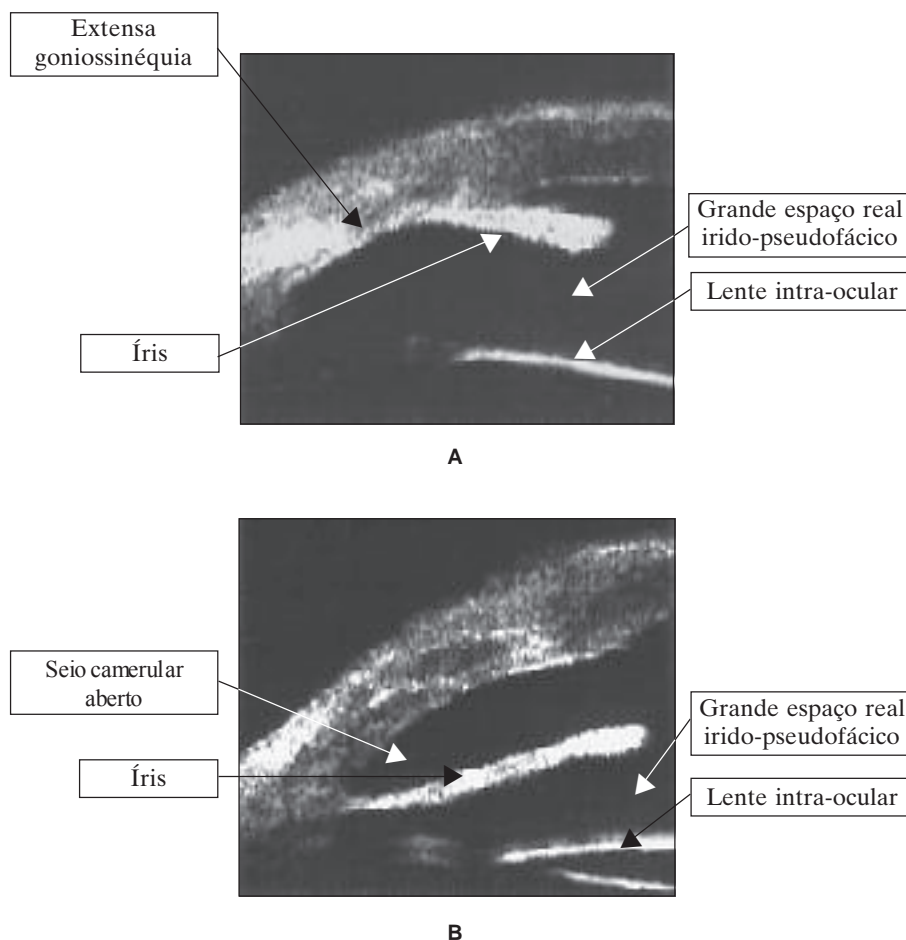 Extensa
goniossinéquia
Grande espaço real
irido-pseudofácico
Lente intra-ocular
Íris
A
Seio camerular
aberto
Grande espaço real
irido-pseudofácico
Íris
Lente intra-ocular
B